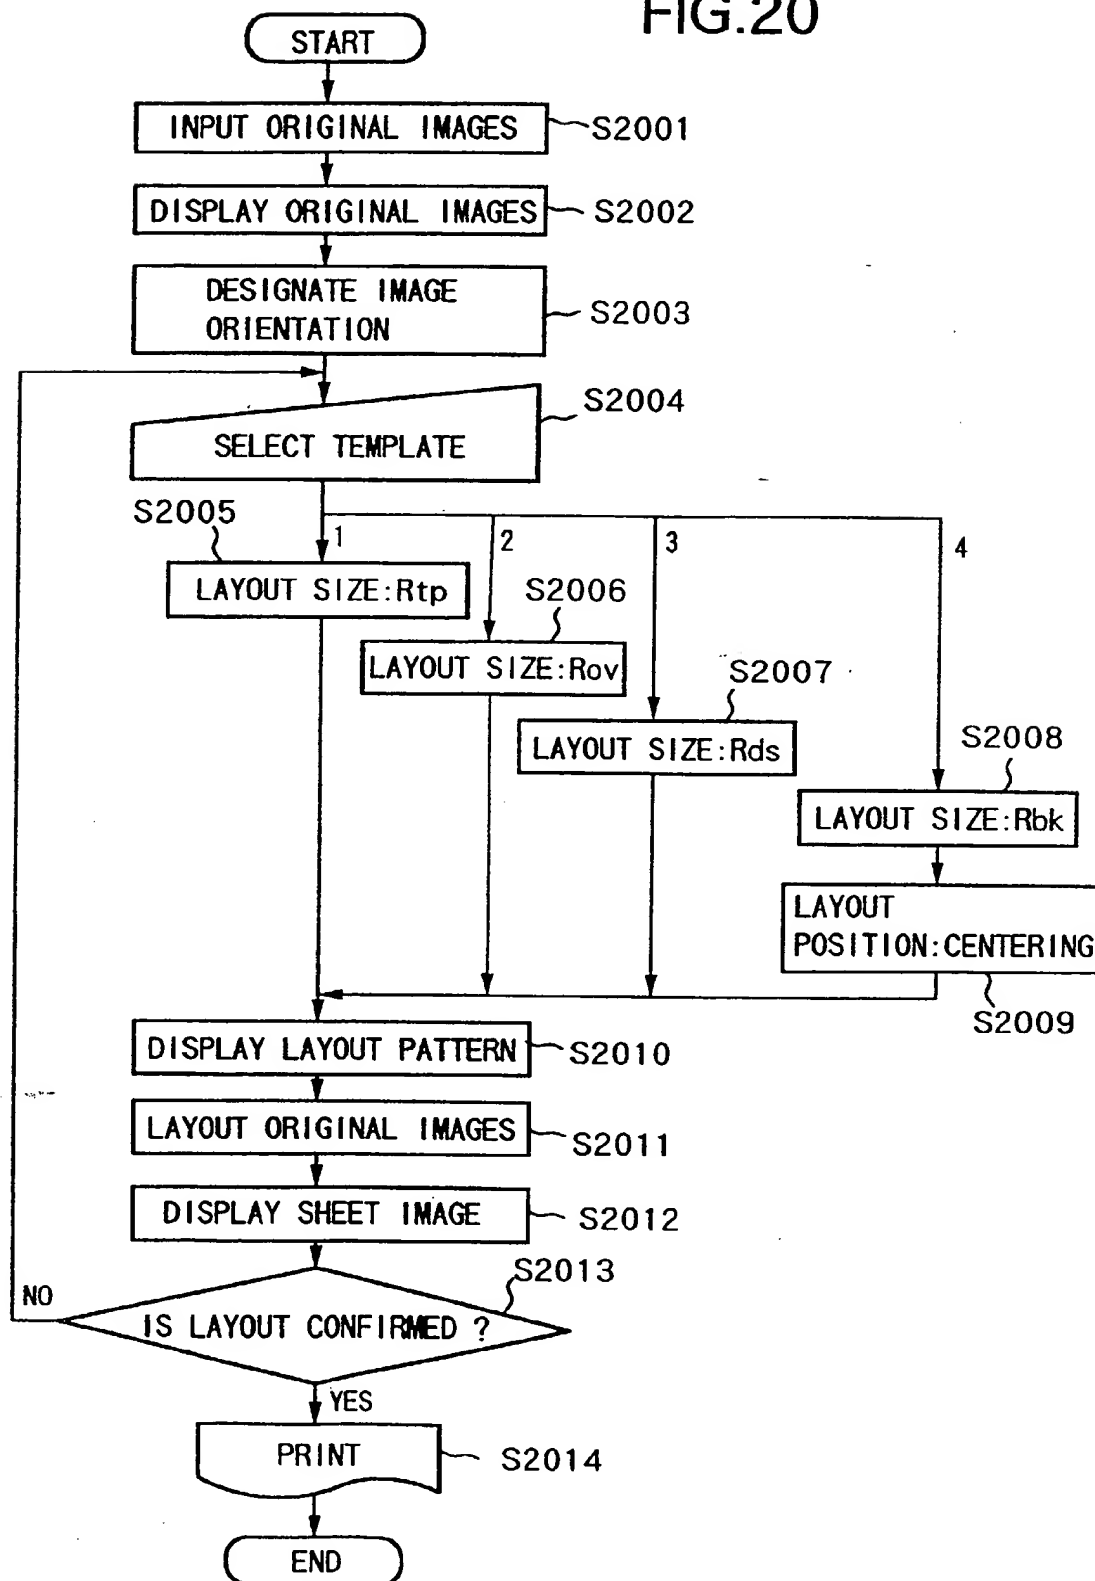 FIG.20
START
INPUT ORIGINAL IMAGES
S2001
DISPLAY ORIGINAL IMAGES
S2002
DESIGNATE IMAGE
ORIENTATION
S2003
S2004
SELECT TEMPLATE
S2005
1
2
3
4
LAYOUT SIZE:Rtp
S2006
LAYOUT SIZE:Rov
S2007
LAYOUT SIZE:Rds
S2008
LAYOUT SIZE:Rbk
LAYOUT
POSITION:CENTERING
S2009
DISPLAY LAYOUT PATTERN
S2010
LAYOUT ORIGINAL IMAGES
S2011
DISPLAY SHEET IMAGE
S2012
S2013
NO
IS LAYOUT CONFIRMED ?
YES
PRINT
S2014
END